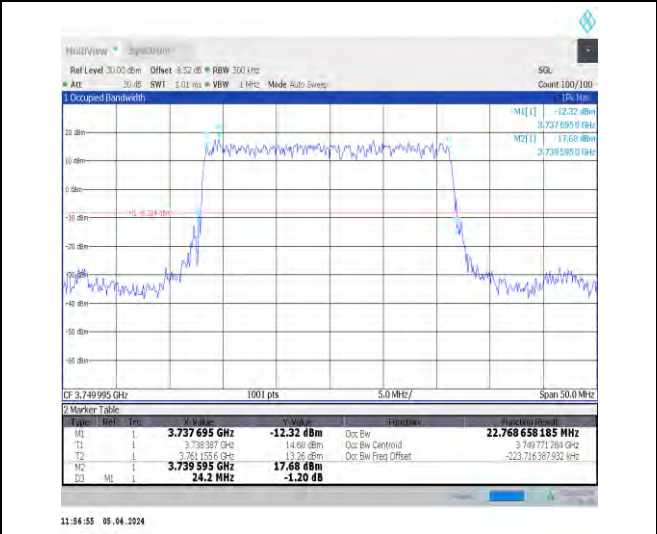 MultiView Spectrum
Ref Level 30.00 dBm Offset 8.52 dB RBW 300 kHz SGL
Att 30 dB SWT 1.01 ms VBW 1 MHz Mode Auto Sweep Count 100/100
1 Occupied Bandwidth 1Pk Max
M1[1] -12.32 dBm
3.737 695 0 GHz
20 dBm
M2[1] 17.68 dBm
3.739 595 0 GHz
10 dBm
0 dBm
-10 dBm
-20 dBm
-30 dBm
-40 dBm
-50 dBm
-60 dBm
CF 3.749 995 GHz 1001 pts 5.0 MHz/ Span 50.0 MHz
2 Marker Table
Type Ref Trc X-Value Y-Value Function Function Result
M1 1 3.737 695 GHz -12.32 dBm Occ Bw 22.768 658 185 MHz
T1 1 3.738 387 GHz 14.68 dBm Occ Bw Centroid 3.749 771 284 GHz
T2 1 3.761 155 6 GHz 13.26 dBm Occ Bw Freq Offset -223.716 387 932 kHz
M2 1 3.739 595 GHz 17.68 dBm
D3 M1 1 24.2 MHz -1.20 dB
11:56:55 05.04.2024